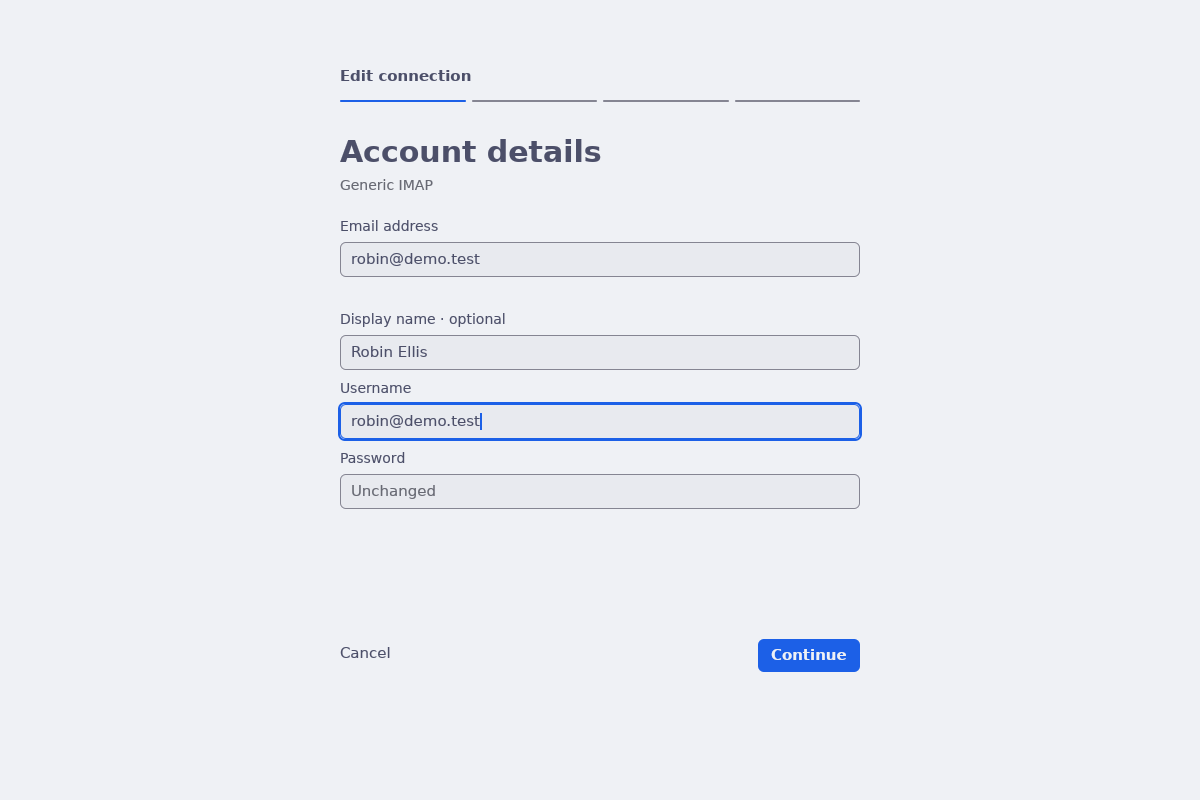 Edit connection
Account details
Generic IMAP
Email address
robin@demo.test
Display name · optional
Robin Ellis
Username
robin@demo.test
Password
Unchanged
Cancel
Continue